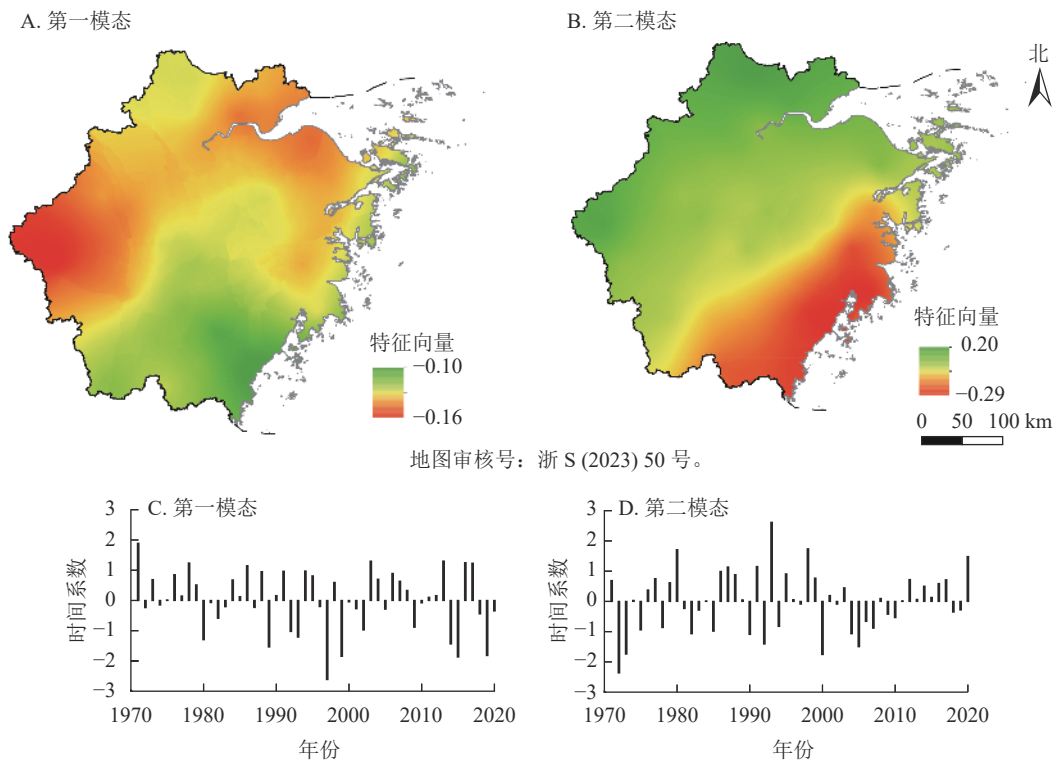 A. 第一模态
B. 第二模态
北
特征向量
−0.10
−0.16
特征向量
0.20
−0.29
0 50 100 km
地图审核号：浙 S (2023) 50 号。
C. 第一模态
3
2
1
0
−1
−2
−3
时间系数
1970 1980 1990 2000 2010 2020
年份
D. 第二模态
3
2
1
0
−1
−2
−3
时间系数
1970 1980 1990 2000 2010 2020
年份